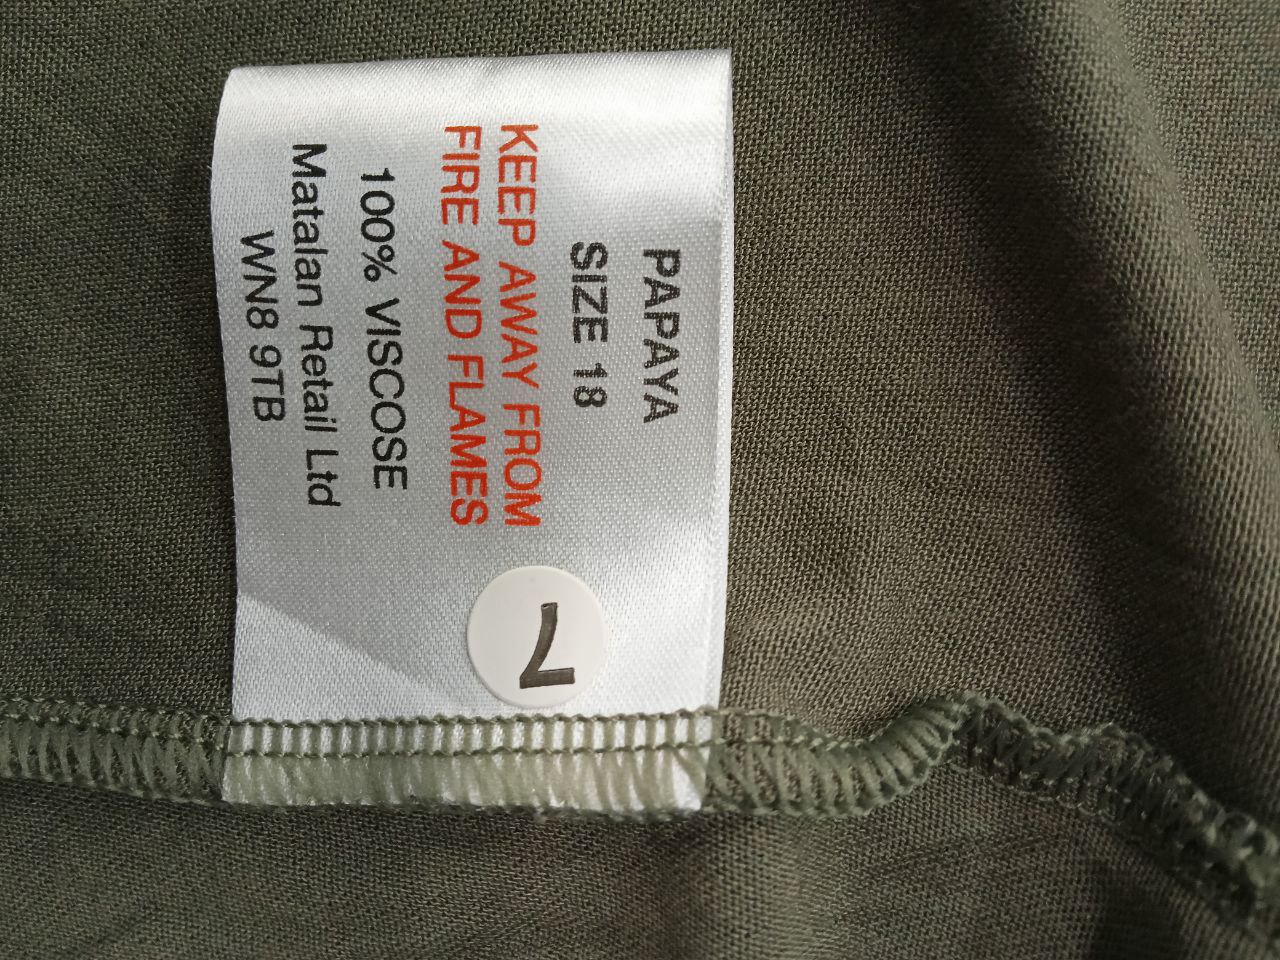 PAPAYA
SIZE 18
KEEP AWAY FROM
FIRE AND FLAMES
100% VISCOSE
Matalan Retail Ltd
WN8 9TB
7